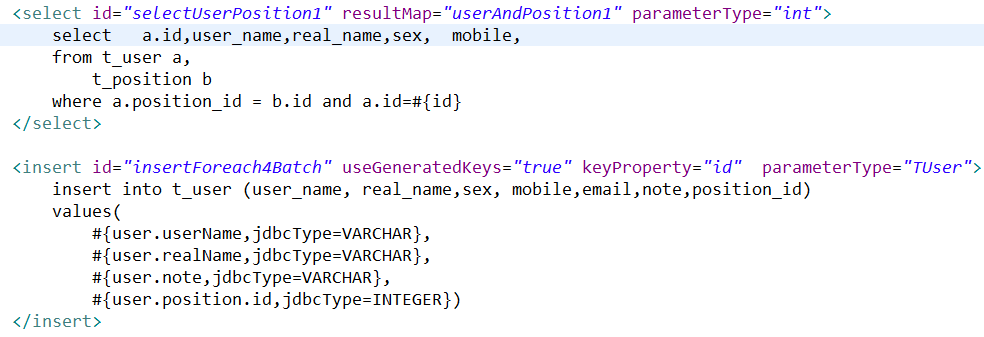 <select id="selectUserPosition1" resultMap="userAndPosition1" parameterType="int">
select   a.id,user_name,real_name,sex,  mobile,
from t_user a,
t_position b
where a.position_id = b.id and a.id=#{id}
</select>
<insert id="insertForeach4Batch" useGeneratedKeys="true" keyProperty="id"  parameterType="TUser">
insert into t_user (user_name, real_name,sex, mobile,email,note,position_id)
values(
#{user.userName,jdbcType=VARCHAR},
#{user.realName,jdbcType=VARCHAR},
#{user.note,jdbcType=VARCHAR},
#{user.position.id,jdbcType=INTEGER})
</insert>